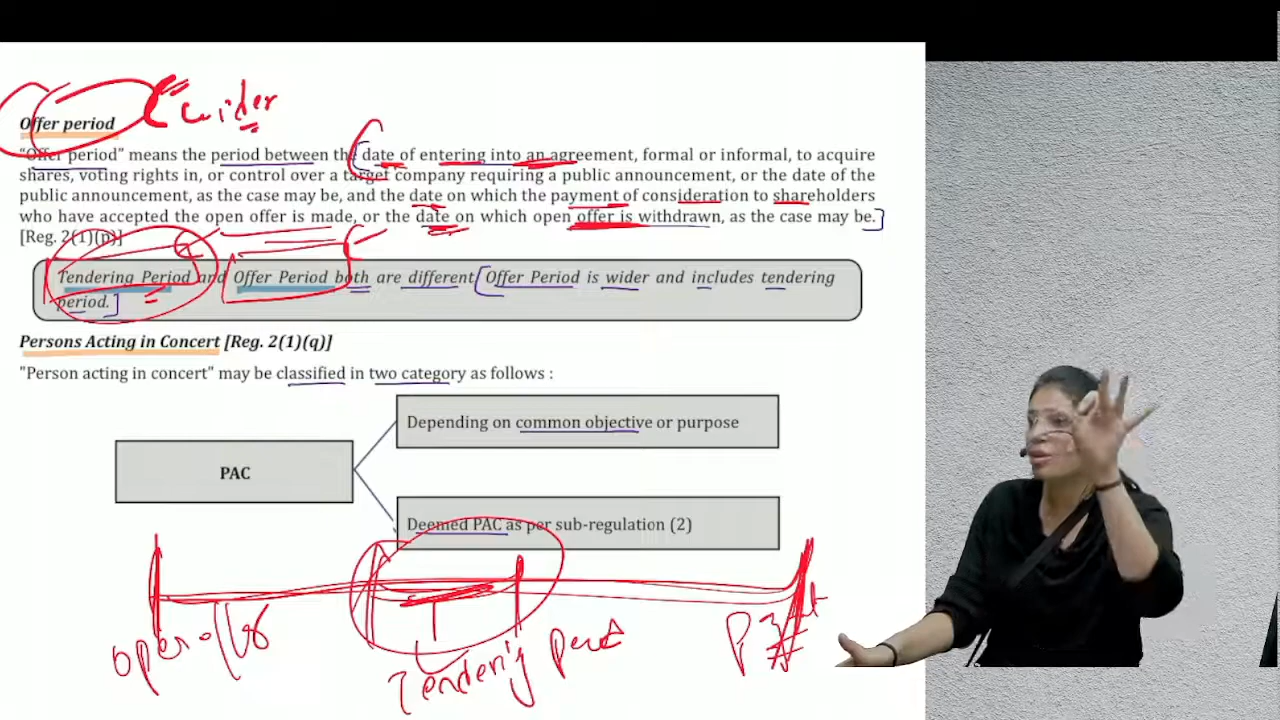 wider
Offer period
"Offer period" means the period between the date of entering into an agreement, formal or informal, to acquire
shares, voting rights in, or control over a target company requiring a public announcement, or the date of the
public announcement, as the case may be, and the date on which the payment of consideration to shareholders
who have accepted the open offer is made, or the date on which open offer is withdrawn, as the case may be.
[Reg. 2(1)(p)]
Tendering Period and Offer Period both are different. Offer Period is wider and includes tendering
period.
Persons Acting in Concert [Reg. 2(1)(q)]
"Person acting in concert" may be classified in two category as follows :
Depending on common objective or purpose
PAC
Deemed PAC as per sub-regulation (2)
open offer
Tendering